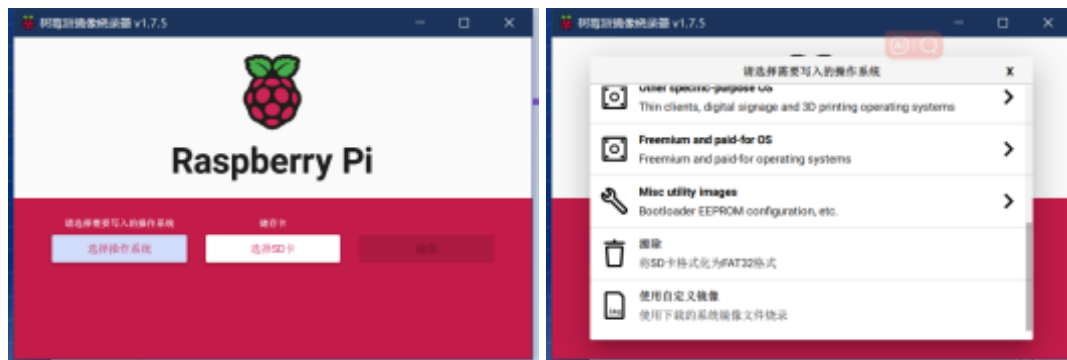 树莓派镜像烧录器 v1.7.5
Raspberry Pi
请选择需要写入的操作系统
储存卡
选择操作系统
选择SD卡
烧录
树莓派镜像烧录器 v1.7.5
请选择需要写入的操作系统
X
Other specific-purpose OS
Thin clients, digital signage and 3D printing operating systems
Freemium and paid-for OS
Freemium and paid-for operating systems
Misc utility images
Bootloader EEPROM configuration, etc.
擦除
将SD卡格式化为FAT32格式
使用自定义镜像
使用下载的系统镜像文件烧录